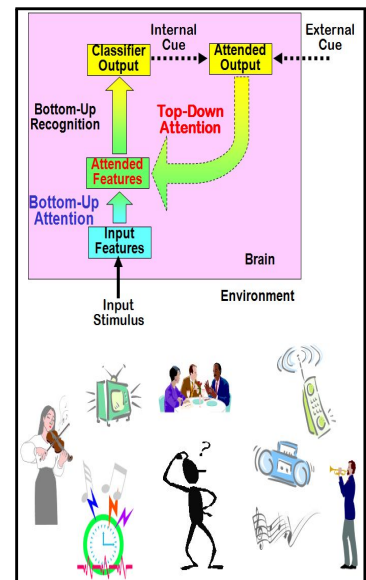 Internal
Cue
External
Cue
Classifier
Output
Attended
Output
Bottom-Up
Recognition
Top-Down
Attention
Attended
Features
Bottom-Up
Attention
Input
Features
Brain
Input
Stimulus
Environment
?